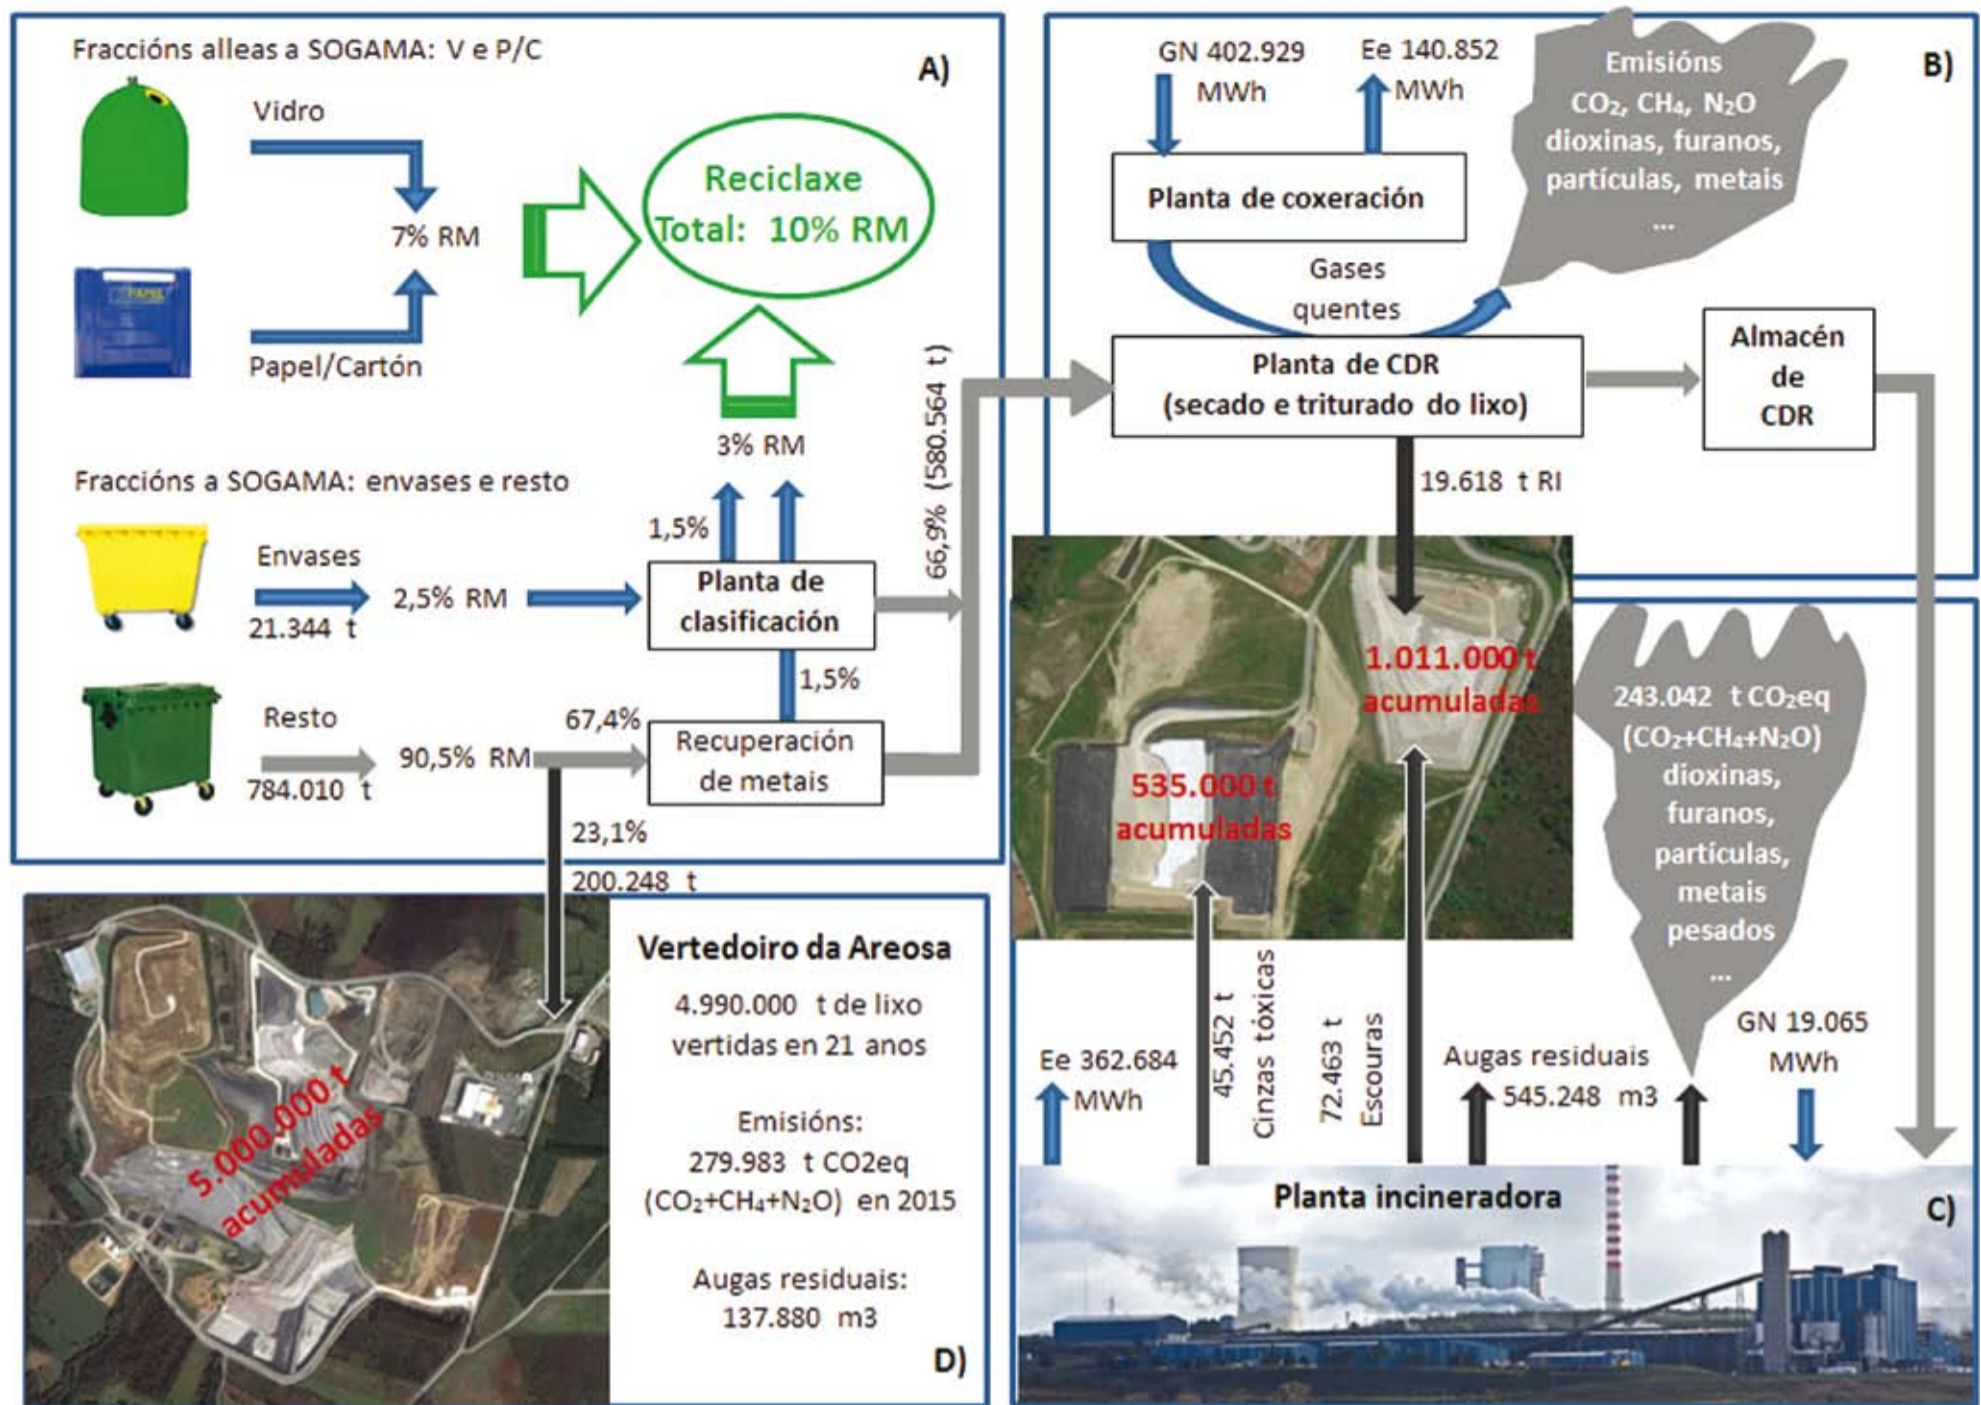 Fraccións alleas a SOGAMA: V e P/C
A)
Vidro
7% RM
Papel/Cartón
Reciclaxe
Total: 10% RM
3% RM
Fraccións a SOGAMA: envases e resto
Envases
21.344 t
2,5% RM
1,5%
Planta de
clasificación
1,5%
Resto
784.010 t
90,5% RM
67,4%
Recuperación
de metais
66,9% (580.564 t)
23,1%
200.248 t
B)
GN 402.929
MWh
Ee 140.852
MWh
Planta de coxeración
Gases
quentes
Emisións
CO₂, CH₄, N₂O
dioxinas, furanos,
partículas, metais
...
Planta de CDR
(secado e triturado do lixo)
Almacén
de
CDR
19.618 t RI
1.011.000 t
acumuladas
535.000 t
acumuladas
243.042 t CO₂eq
(CO₂+CH₄+N₂O)
dioxinas,
furanos,
partículas,
metais
pesados
...
Ee 362.684
MWh
45.452 t
Cinzas tóxicas
72.463 t
Escouras
Augas residuais
545.248 m3
GN 19.065
MWh
Planta incineradora
C)
5.000.000 t
acumuladas
Vertedoiro da Areosa
4.990.000 t de lixo
vertidas en 21 anos
Emisións:
279.983 t CO2eq
(CO₂+CH₄+N₂O) en 2015
Augas residuais:
137.880 m3
D)